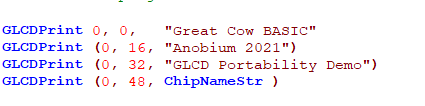 GLCDPrint 0, 0,   "Great Cow BASIC"
GLCDPrint (0, 16, "Anobium 2021")
GLCDPrint (0, 32, "GLCD Portability Demo")
GLCDPrint (0, 48, ChipNameStr )